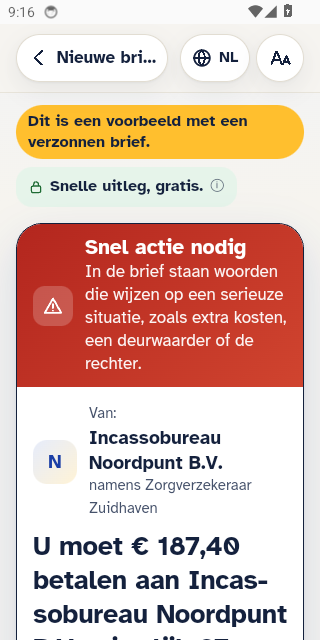 9:16
Nieuwe bri...
NL
AA
Dit is een voorbeeld met een
verzonnen brief.
Snelle uitleg, gratis.
Snel actie nodig
In de brief staan woorden
die wijzen op een serieuze
situatie, zoals extra kosten,
een deurwaarder of de
rechter.
Van:
Incassobureau
Noordpunt B.V.
N
namens Zorgverzekeraar
Zuidhaven
U moet € 187,40
betalen aan Incas-
sobureau Noordpunt